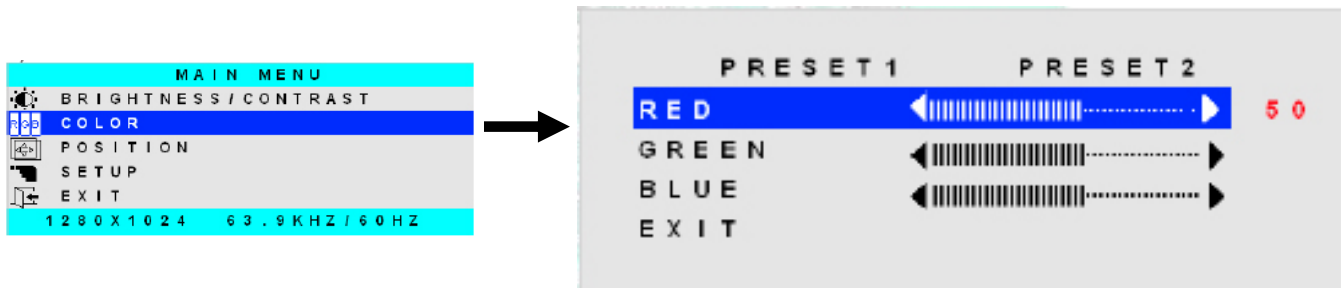 MAIN MENU
BRIGHTNESS/CONTRAST
RGB COLOR
POSITION
SETUP
EXIT
1280X1024 63.9KHZ/60HZ
PRESET1 PRESET2
RED 50
GREEN
BLUE
EXIT